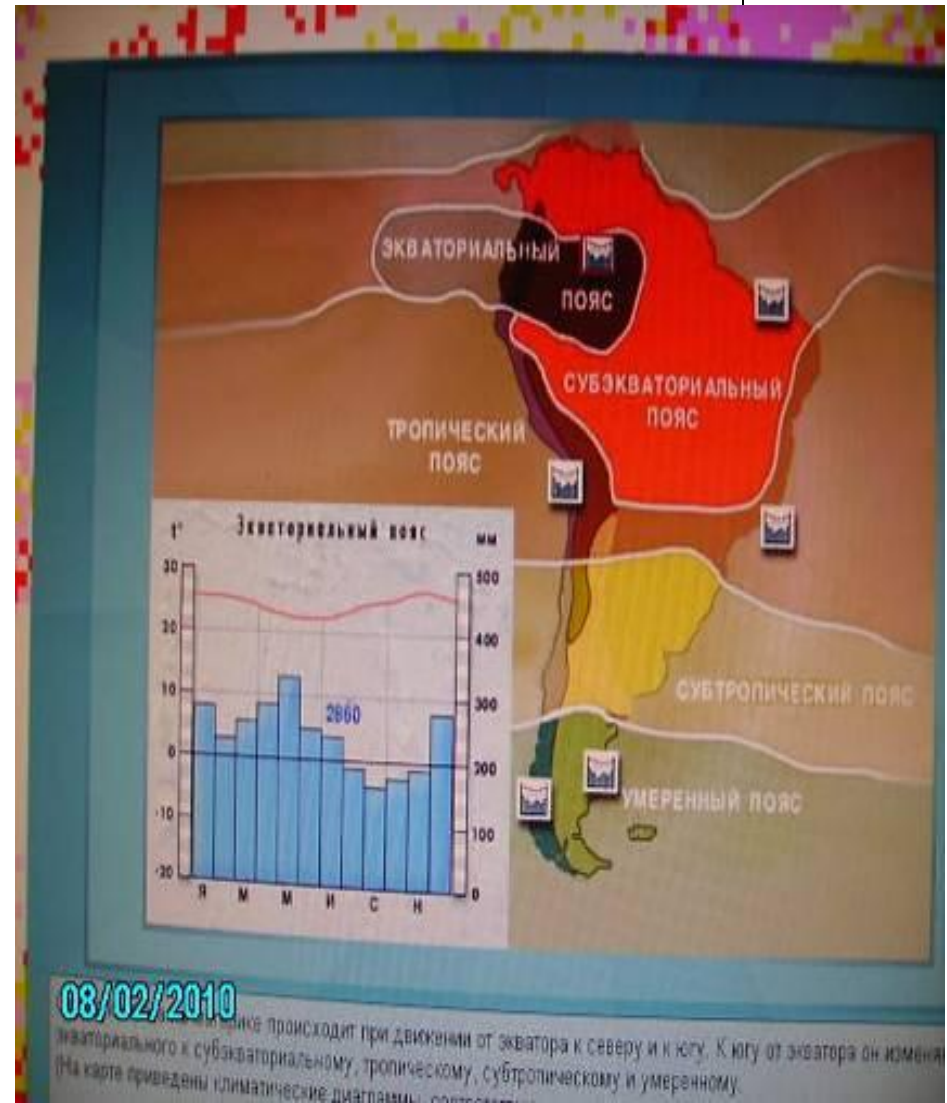 ЭКВАТОРИАЛЬНЫЙ
ПОЯС
СУБЭКВАТОРИАЛЬНЫЙ
ПОЯС
ТРОПИЧЕСКИЙ
ПОЯС
t° Экваториальный пояс мм
30
20
10
0
-10
-20
500
400
300
200
100
0
2860
Я М М И С Н
СУБТРОПИЧЕСКИЙ ПОЯС
УМЕРЕННЫЙ ПОЯС
08/02/2010
происходит при движении от экватора к северу и к югу. К югу от экватора он
экваториального к субэкваториальному, тропическому, субтропическому и умеренному.
(На карте приведены климатические диаграммы,